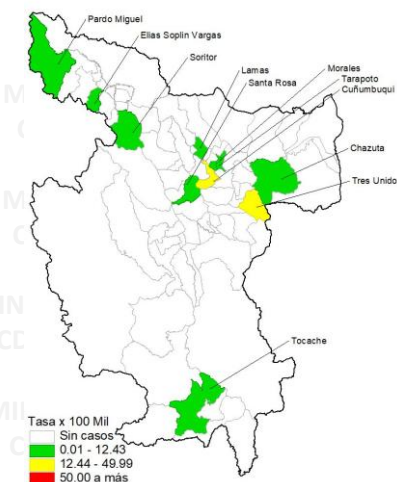 Pardo Miguel
Elias Soplin Vargas
Soritor
Lamas
Santa Rosa
Morales
Tarapoto
Cuñumbuqui
Chazuta
Tres Unido
Tocache
Tasa x 100 Mil
Sin casos
0.01 - 12.43
12.44 - 49.99
50.00 a más